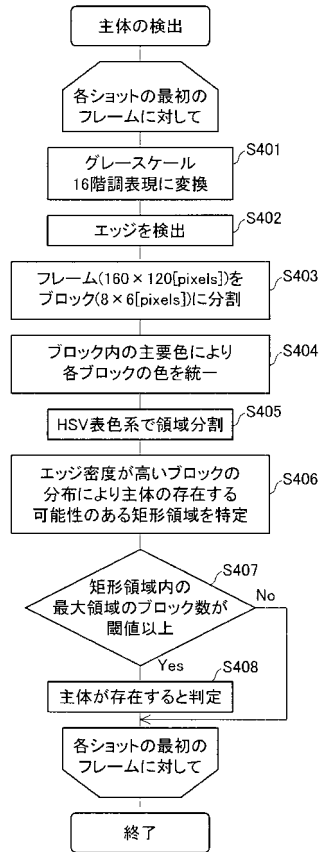 主体の検出
各ショットの最初の
フレームに対して
S401
グレースケール
16階調表現に変換
S402
エッジを検出
S403
フレーム(160×120[pixels])を
ブロック(8×6[pixels])に分割
S404
ブロック内の主要色により
各ブロックの色を統一
S405
HSV表色系で領域分割
S406
エッジ密度が高いブロックの
分布により主体の存在する
可能性のある矩形領域を特定
S407
矩形領域内の
最大領域のブロック数が
閾値以上
No
Yes
S408
主体が存在すると判定
各ショットの最初の
フレームに対して
終了